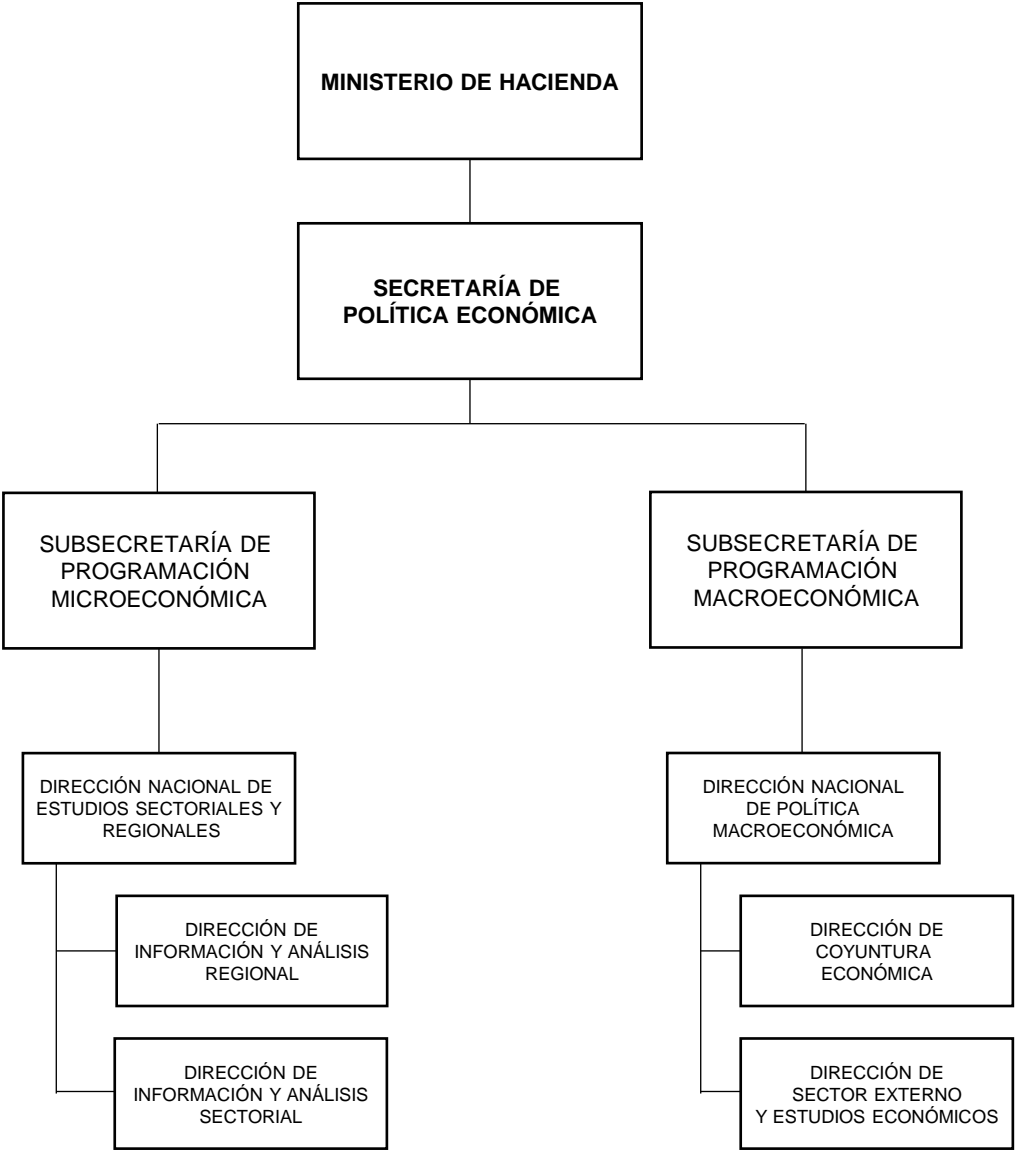 MINISTERIO DE HACIENDA
SECRETARÍA DE
POLÍTICA ECONÓMICA
SUBSECRETARÍA DE
PROGRAMACIÓN
MICROECONÓMICA
SUBSECRETARÍA DE
PROGRAMACIÓN
MACROECONÓMICA
DIRECCIÓN NACIONAL DE
ESTUDIOS SECTORIALES Y
REGIONALES
DIRECCIÓN NACIONAL
DE POLÍTICA
MACROECONÓMICA
DIRECCIÓN DE
INFORMACIÓN Y ANÁLISIS
REGIONAL
DIRECCIÓN DE
COYUNTURA
ECONÓMICA
DIRECCIÓN DE
INFORMACIÓN Y ANÁLISIS
SECTORIAL
DIRECCIÓN DE
SECTOR EXTERNO
Y ESTUDIOS ECONÓMICOS